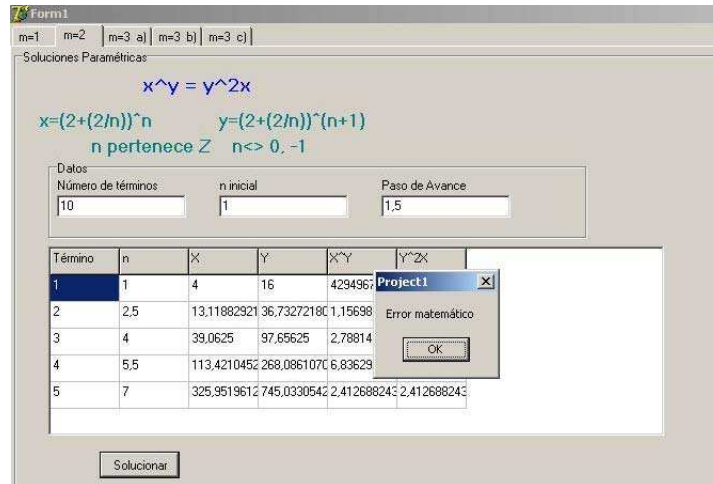 Form1
m=1 m=2 m=3 a) m=3 b) m=3 c)
Soluciones Paramétricas
x^y = y^2x
x=(2+(2/n))^n y=(2+(2/n))^(n+1)
n pertenece Z n<> 0, -1
Datos
Número de términos n inicial Paso de Avance
10 1 1,5
Término n X Y X^Y Y^2X
1 1 4 16 4294967
2 2,5 13,11882921 36,73272180 1,15698
3 4 39,0625 97,65625 2,78814
4 5,5 113,4210452 268,0861070 6,83629
5 7 325,9519612 745,0330542 2,412688243 2,412688243
Project1
Error matemático
OK
Solucionar